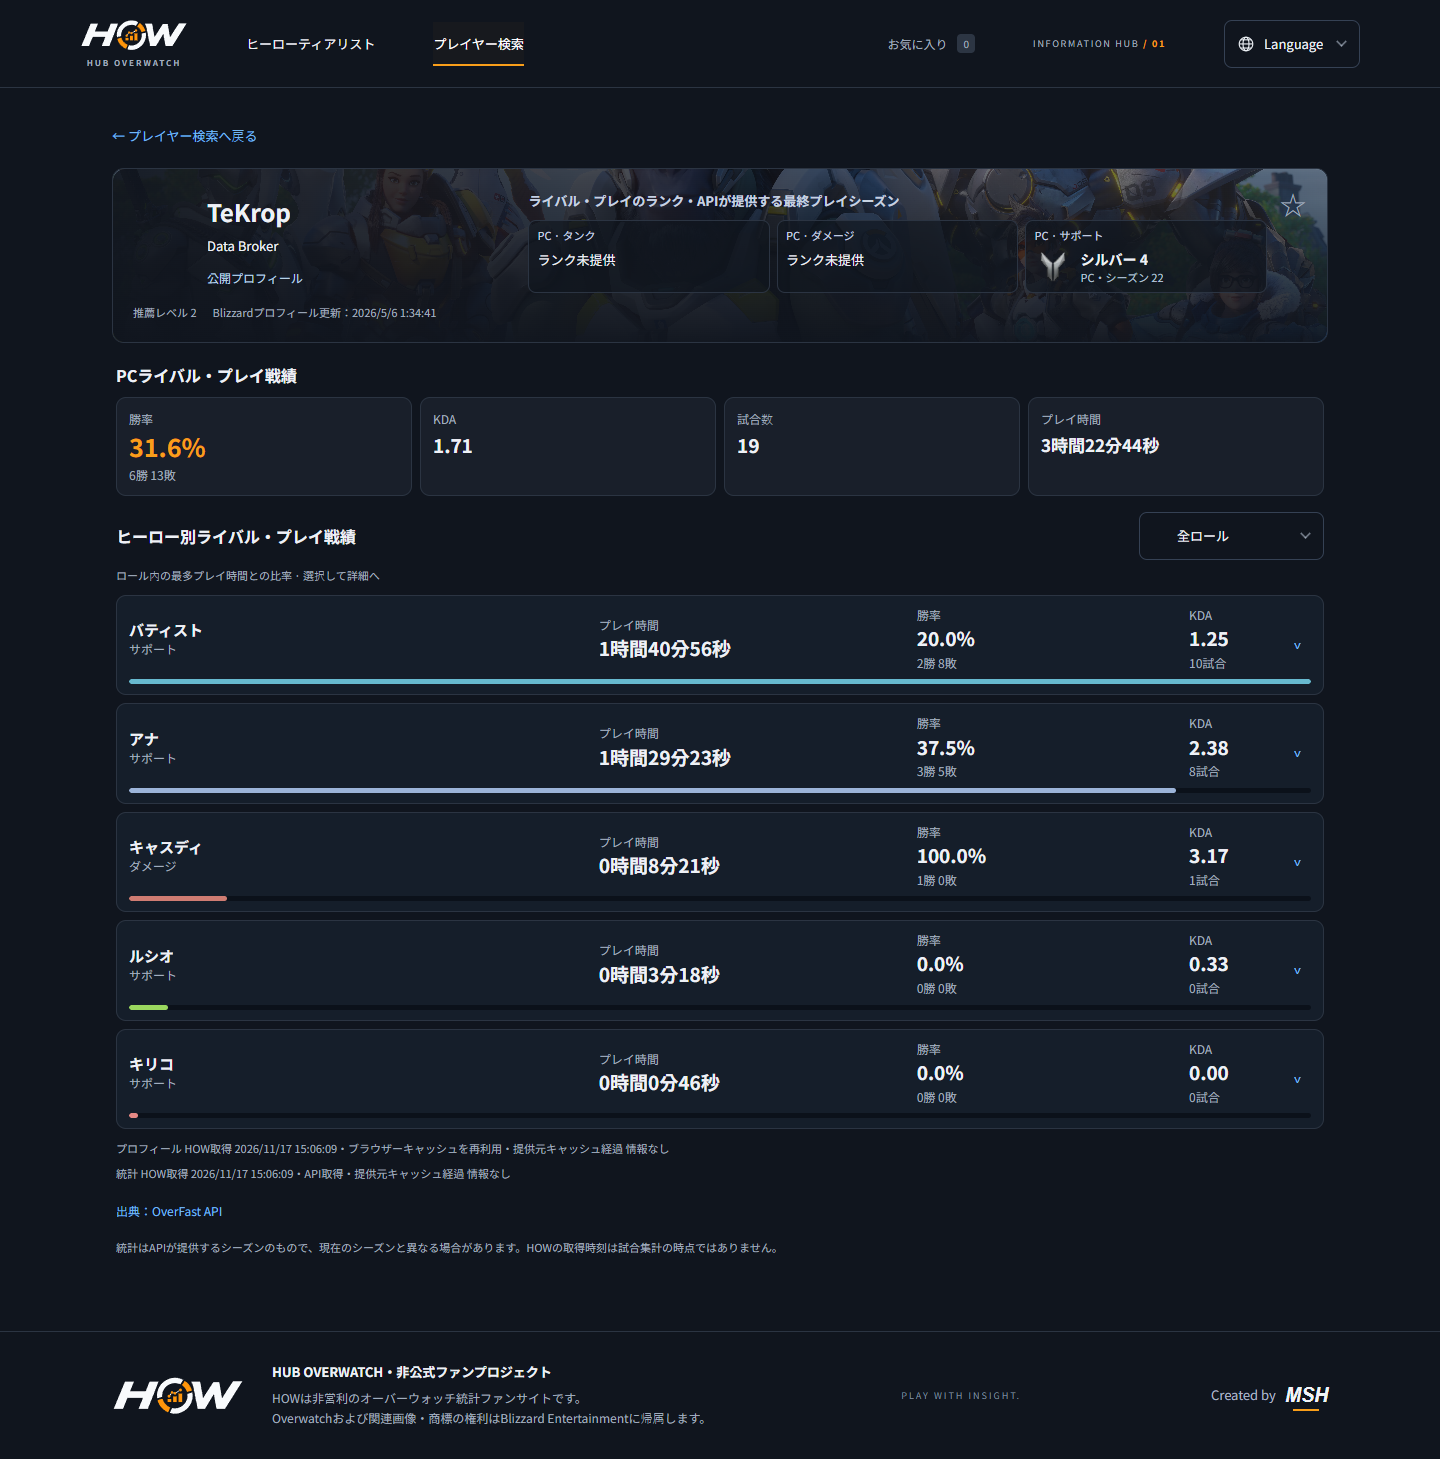 HOW
HUB OVERWATCH
ヒーローティアリスト
プレイヤー検索
お気に入り 0
INFORMATION HUB / 01
Language
← プレイヤー検索へ戻る
TeKrop
Data Broker
公開プロフィール
推薦レベル 2 Blizzardプロフィール更新：2026/5/6 1:34:41
ライバル・プレイのランク・APIが提供する最終プレイシーズン
PC · タンク
ランク未提供
PC · ダメージ
ランク未提供
PC · サポート
シルバー 4
PC・シーズン 22
PCライバル・プレイ戦績
勝率
31.6%
6勝 13敗
KDA
1.71
試合数
19
プレイ時間
3時間22分44秒
ヒーロー別ライバル・プレイ戦績
全ロール
ロール内の最多プレイ時間との比率 · 選択して詳細へ
バティスト
サポート
プレイ時間
1時間40分56秒
勝率
20.0%
2勝 8敗
KDA
1.25
10試合
v
アナ
サポート
プレイ時間
1時間29分23秒
勝率
37.5%
3勝 5敗
KDA
2.38
8試合
v
キャスディ
ダメージ
プレイ時間
0時間8分21秒
勝率
100.0%
1勝 0敗
KDA
3.17
1試合
v
ルシオ
サポート
プレイ時間
0時間3分18秒
勝率
0.0%
0勝 0敗
KDA
0.33
0試合
v
キリコ
サポート
プレイ時間
0時間0分46秒
勝率
0.0%
0勝 0敗
KDA
0.00
0試合
v
プロフィール HOW取得 2026/11/17 15:06:09・ブラウザーキャッシュを再利用・提供元キャッシュ経過 情報なし
統計 HOW取得 2026/11/17 15:06:09・API取得・提供元キャッシュ経過 情報なし
出典：OverFast API
統計はAPIが提供するシーズンのもので、現在のシーズンと異なる場合があります。HOWの取得時刻は試合集計の時点ではありません。
HOW
HUB OVERWATCH・非公式ファンプロジェクト
HOWは非営利のオーバーウォッチ統計ファンサイトです。
Overwatchおよび関連画像・商標の権利はBlizzard Entertainmentに帰属します。
PLAY WITH INSIGHT.
Created by MSH